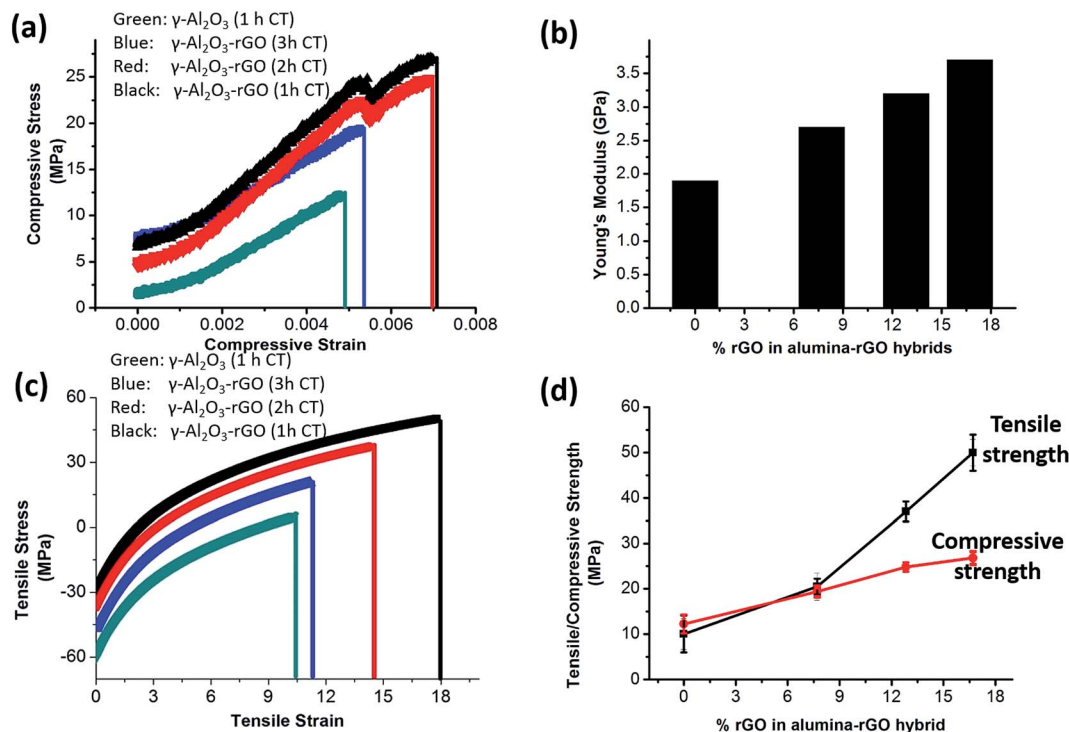 (a)
Green: γ-Al₂O₃ (1 h CT)
Blue: γ-Al₂O₃-rGO (3h CT)
Red: γ-Al₂O₃-rGO (2h CT)
Black: γ-Al₂O₃-rGO (1h CT)
Compressive Stress
(MPa)
25
20
15
10
5
0
0.000 0.002 0.004 0.006 0.008
Compressive Strain
(b)
Young's Modulus (GPa)
3.5
3.0
2.5
2.0
1.5
1.0
0.5
0.0
0 3 6 9 12 15 18
% rGO in alumina-rGO hybrids
(c)
Green: γ-Al₂O₃ (1 h CT)
Blue: γ-Al₂O₃-rGO (3h CT)
Red: γ-Al₂O₃-rGO (2h CT)
Black: γ-Al₂O₃-rGO (1h CT)
Tensile Stress
(MPa)
60
30
0
-30
-60
0 3 6 9 12 15 18
Tensile Strain
(d)
Tensile/Compressive Strength
(MPa)
60
50
40
30
20
10
0
Tensile
strength
Compressive
strength
0 3 6 9 12 15 18
% rGO in alumina-rGO hybrid